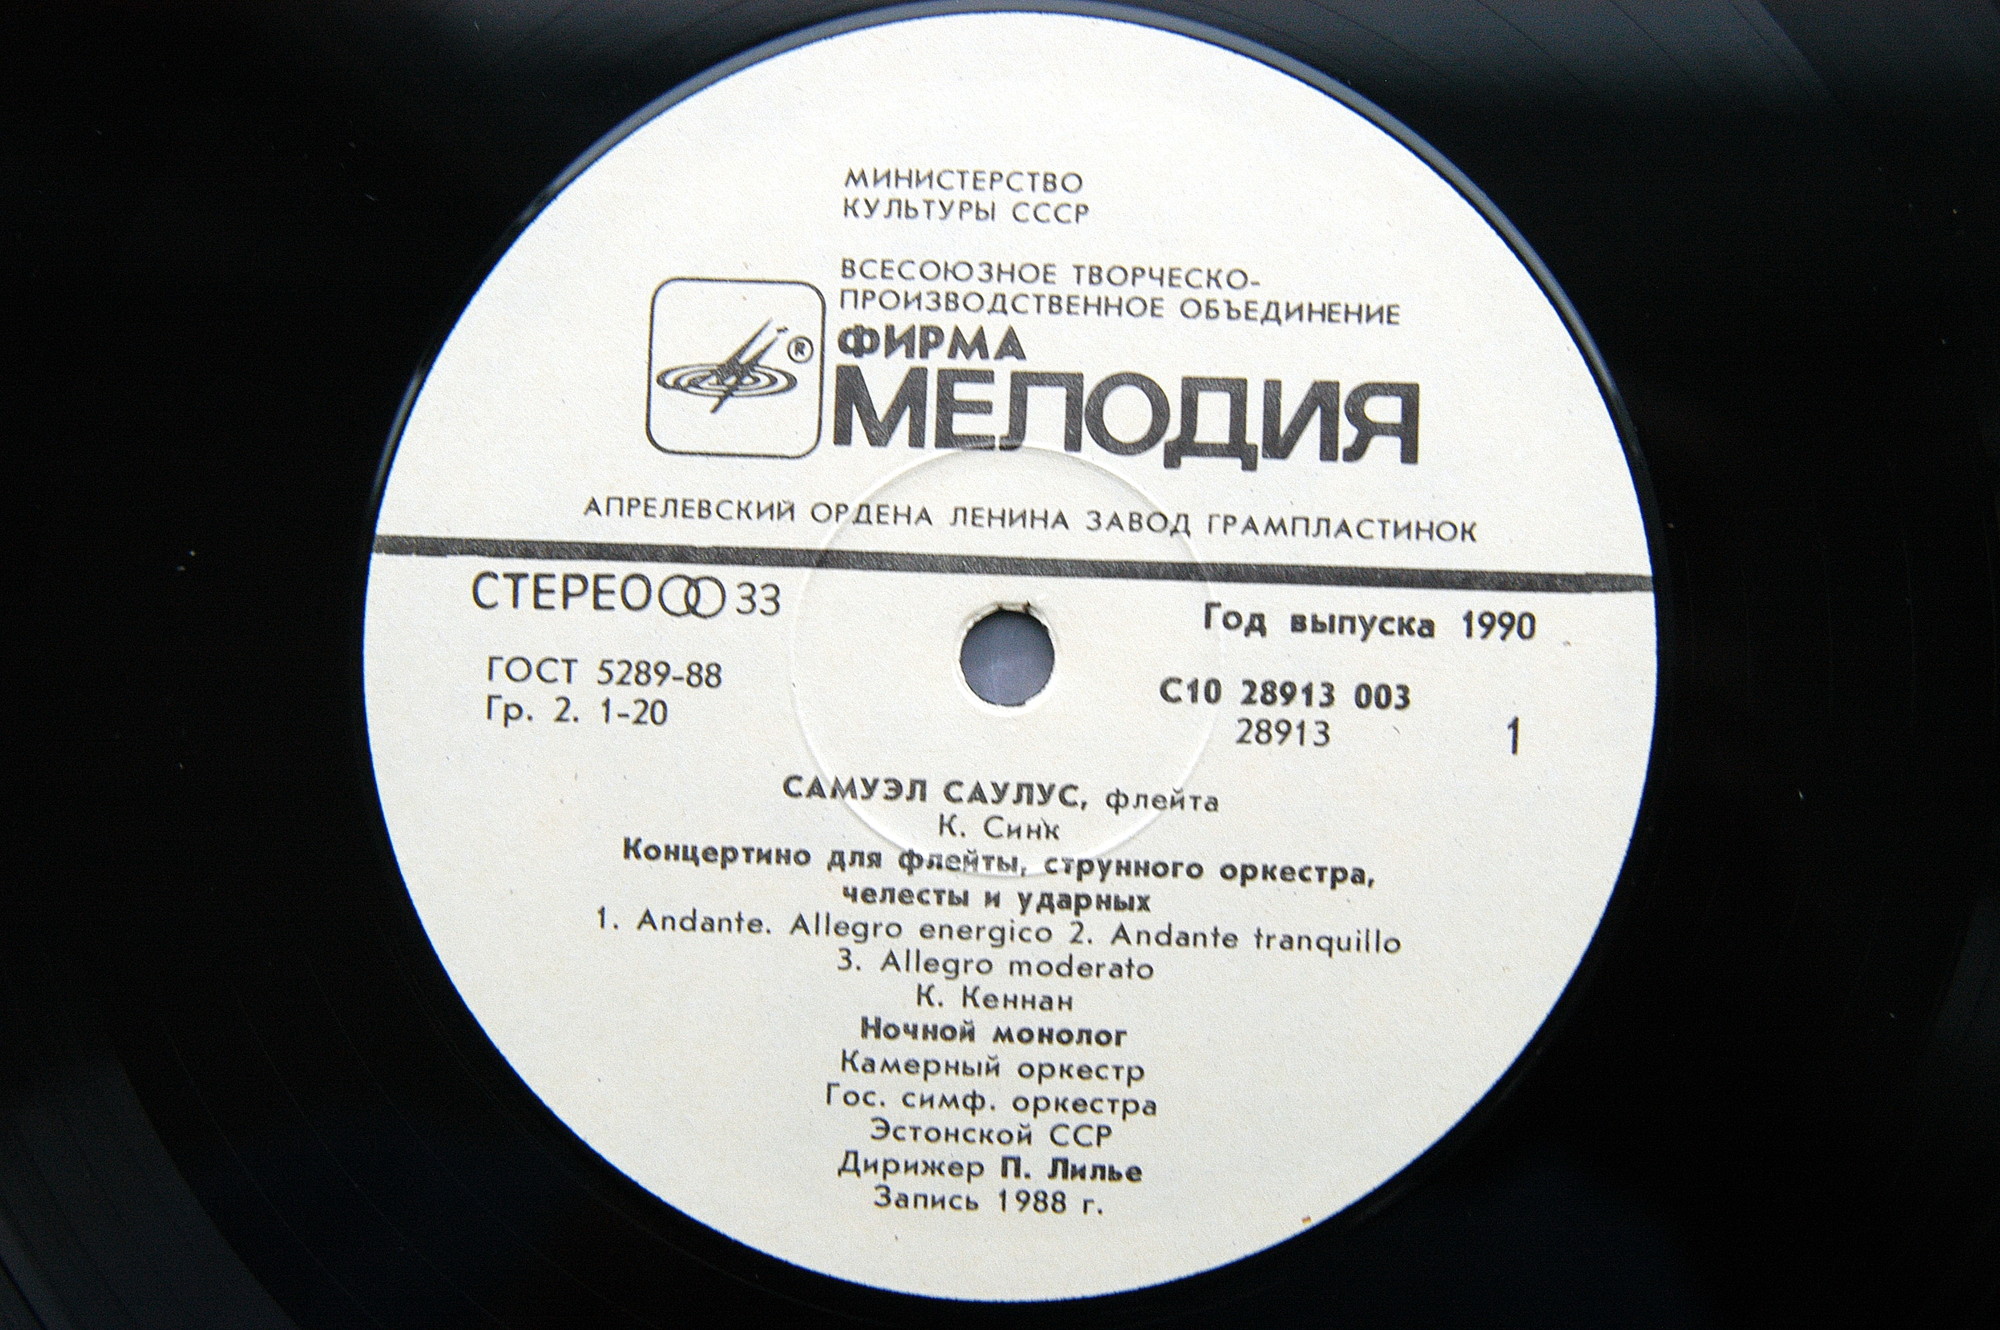 МИНИСТЕРСТВО
КУЛЬТУРЫ СССР
ВСЕСОЮЗНОЕ ТВОРЧЕСКО-
ПРОИЗВОДСТВЕННОЕ ОБЪЕДИНЕНИЕ
ФИРМА
®
МЕЛОДИЯ
АПРЕЛЕВСКИЙ ОРДЕНА ЛЕНИНА ЗАВОД ГРАМПЛАСТИНОК
СТЕРЕО 33
Год выпуска 1990
ГОСТ 5289-88
Гр. 2. 1-20
С10 28913 003
28913
1
САМУЭЛ САУЛУС, флейта
К. Синк
Концертино для флейты, струнного оркестра,
челесты и ударных
1. Andante. Allegro energico 2. Andante tranquillo
3. Allegro moderato
К. Кеннан
Ночной монолог
Камерный оркестр
Гос. симф. оркестра
Эстонской ССР
Дирижер П. Лилье
Запись 1988 г.